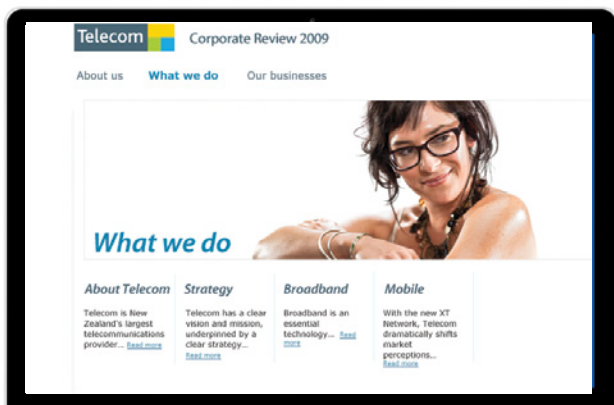 Telecom
Corporate Review 2009
About us What we do Our businesses
What we do
About Telecom
Telecom is New
Zealand's largest
telecommunications
provider... Read more
Strategy
Telecom has a clear
vision and mission,
underpinned by a
clear strategy...
Read more
Broadband
Broadband is an
essential
technology... Read
more
Mobile
With the new XT
Network, Telecom
dramatically shifts
market
perceptions...
Read more